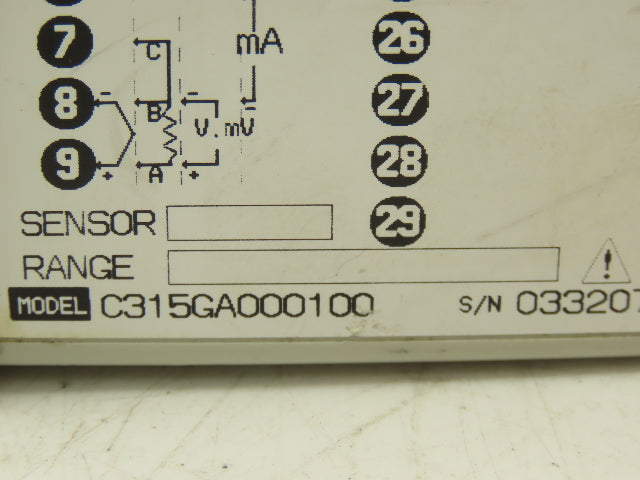 7 C mA 26
8 - B - - 27
V. mV
9 + A + 28
SENSOR 29
RANGE !
MODEL C315GA000100 S/N 033207